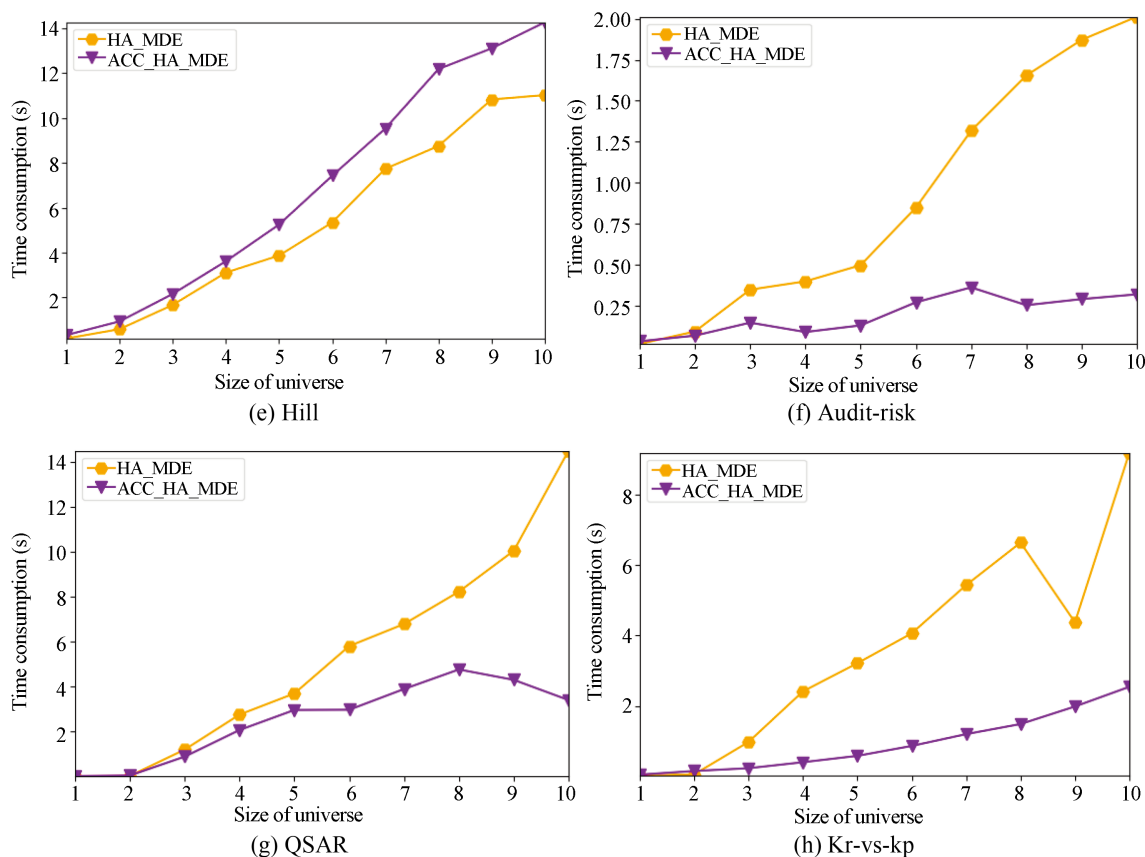 14
12
10
8
6
4
2
Time consumption (s)
HA_MDE
ACC_HA_MDE
1 2 3 4 5 6 7 8 9 10
Size of universe
(e) Hill
2.00
1.75
1.50
1.25
1.00
0.75
0.50
0.25
Time consumption (s)
HA_MDE
ACC_HA_MDE
1 2 3 4 5 6 7 8 9 10
Size of universe
(f) Audit-risk
14
12
10
8
6
4
2
Time consumption (s)
HA_MDE
ACC_HA_MDE
1 2 3 4 5 6 7 8 9 10
Size of universe
(g) QSAR
8
6
4
2
Time consumption (s)
HA_MDE
ACC_HA_MDE
1 2 3 4 5 6 7 8 9 10
Size of universe
(h) Kr-vs-kp